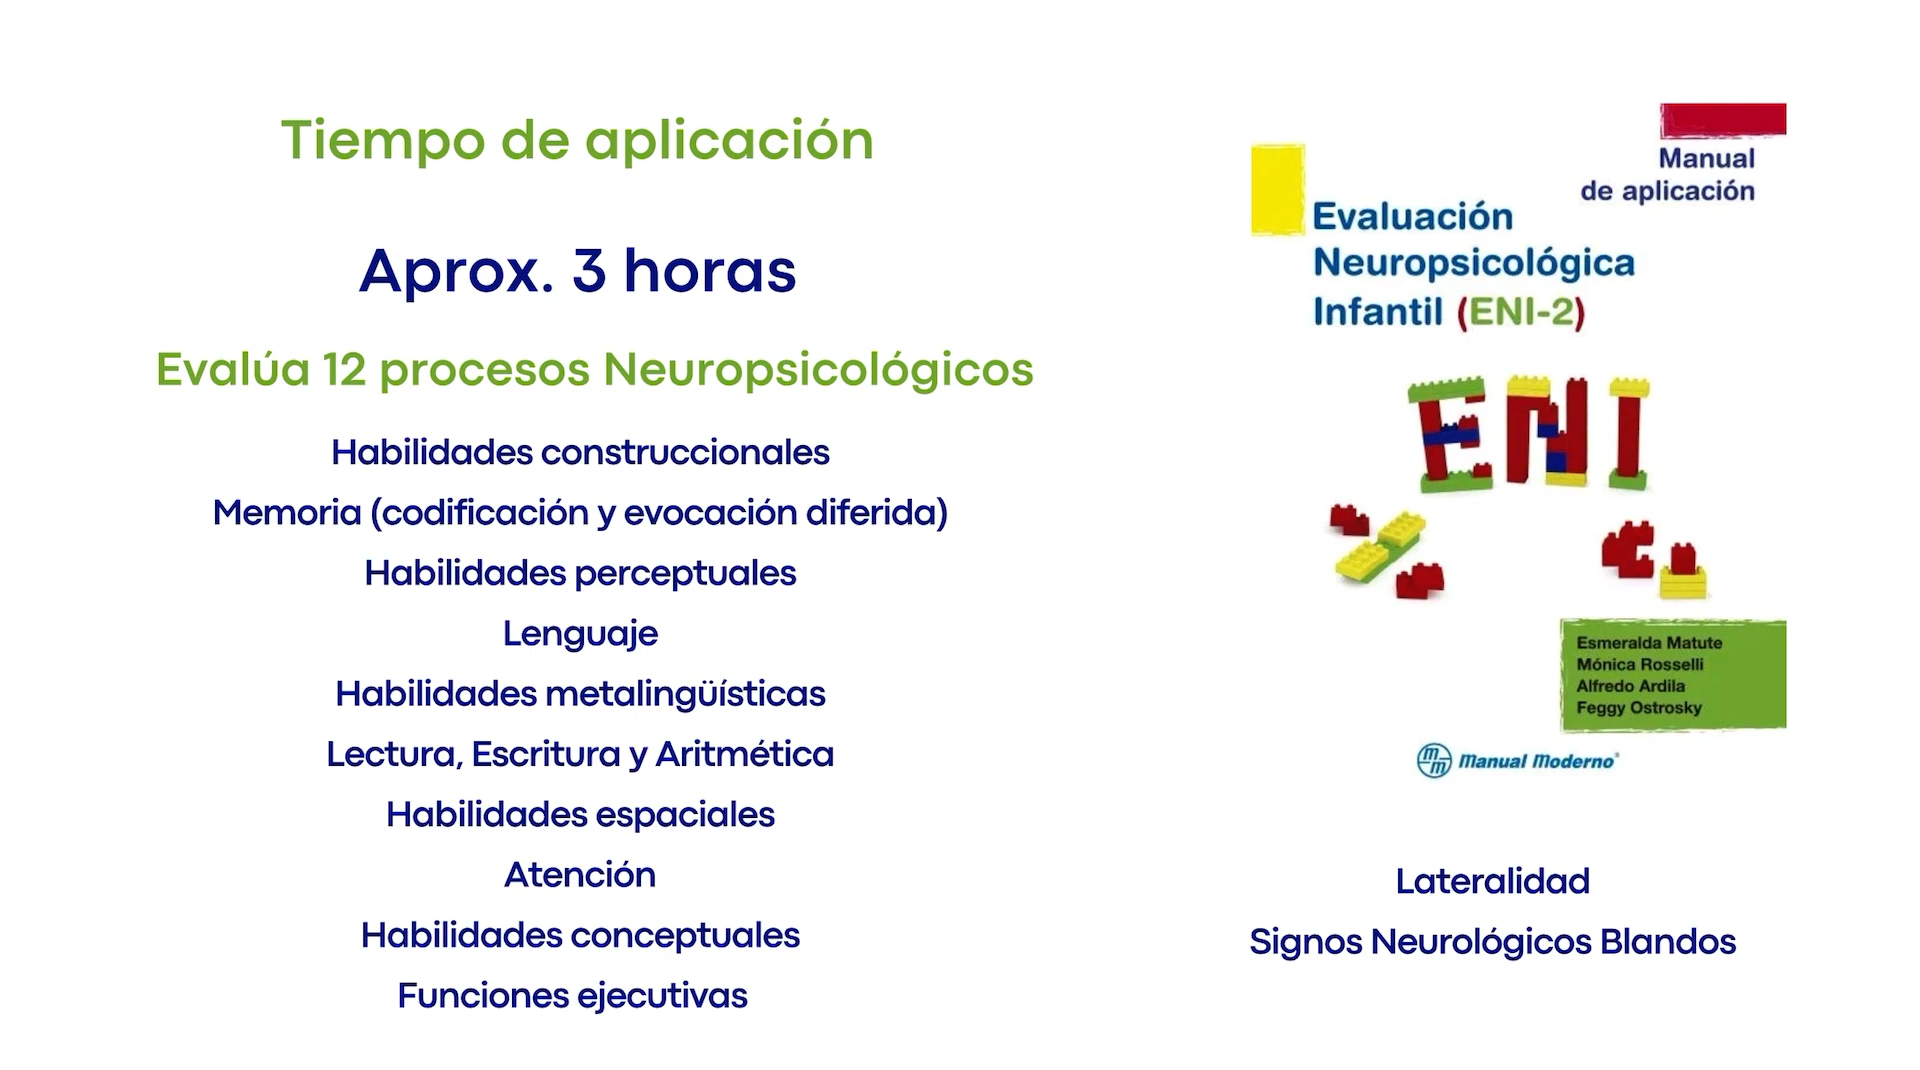 Tiempo de aplicación
Aprox. 3 horas
Evalúa 12 procesos Neuropsicológicos
Habilidades construccionales
Memoria (codificación y evocación diferida)
Habilidades perceptuales
Lenguaje
Habilidades metalingüísticas
Lectura, Escritura y Aritmética
Habilidades espaciales
Atención
Habilidades conceptuales
Funciones ejecutivas
Manual
de aplicación
Evaluación
Neuropsicológica
Infantil (ENI-2)
ENI
Esmeralda Matute
Mónica Rosselli
Alfredo Ardila
Feggy Ostrosky
mm Manual Moderno®
Lateralidad
Signos Neurológicos Blandos